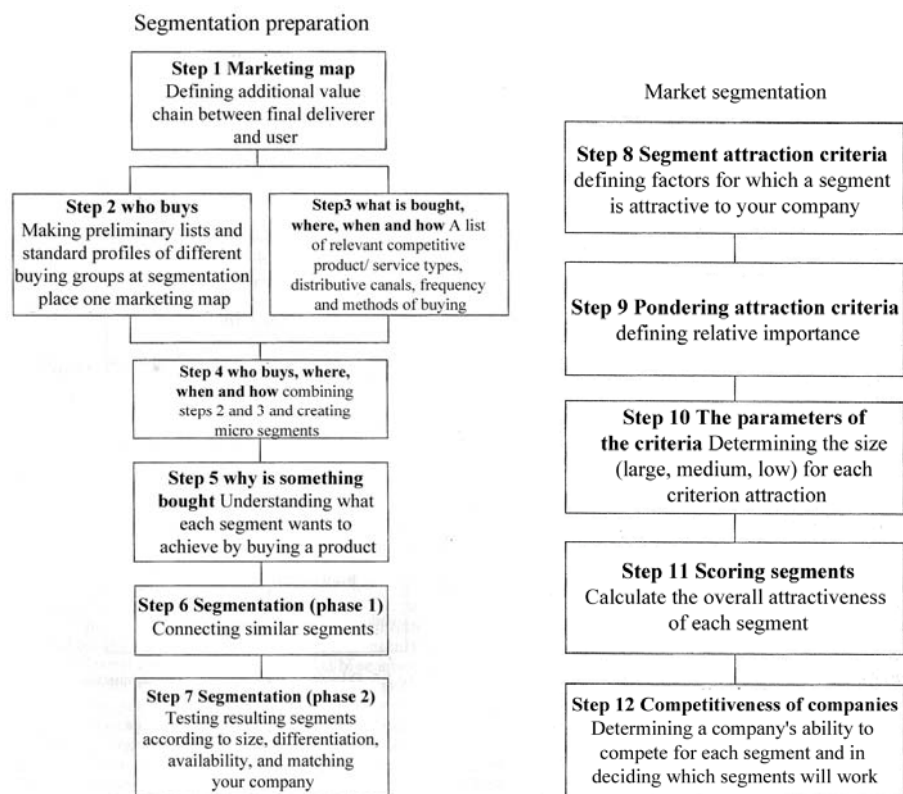 Segmentation preparation
Step 1 Marketing map
Defining additional value
chain between final deliverer
and user
Step 2 who buys
Making preliminary lists and
standard profiles of different
buying groups at segmentation
place one marketing map
Step3 what is bought,
where, when and how A list
of relevant competitive
product/ service types,
distributive canals, frequency
and methods of buying
Step 4 who buys, where,
when and how combining
steps 2 and 3 and creating
micro segments
Step 5 why is something
bought Understanding what
each segment wants to
achieve by buying a product
Step 6 Segmentation (phase 1)
Connecting similar segments
Step 7 Segmentation (phase 2)
Testing resulting segments
according to size, differentiation,
availability, and matching
your company
Market segmentation
Step 8 Segment attraction criteria
defining factors for which a segment
is attractive to your company
Step 9 Pondering attraction criteria
defining relative importance
Step 10 The parameters of
the criteria Determining the size
(large, medium, low) for each
criterion attraction
Step 11 Scoring segments
Calculate the overall attractiveness
of each segment
Step 12 Competitiveness of companies
Determining a company's ability to
compete for each segment and in
deciding which segments will work